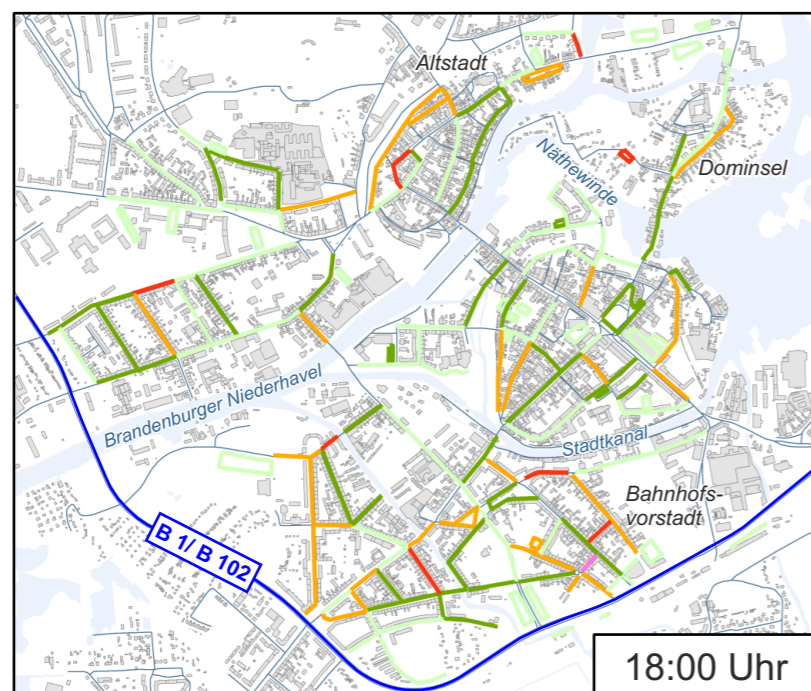 Altstadt
Näthewinde
Dominsel
Brandenburger Niederhavel
Stadtkanal
Bahnhofs-
vorstadt
B 1/ B 102
18:00 Uhr